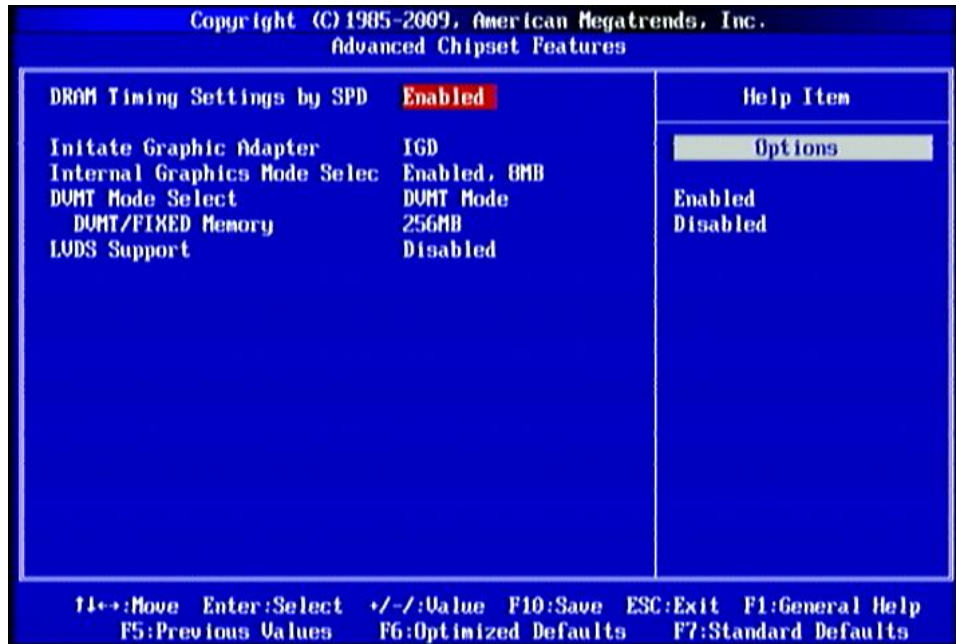 Copyright (C)1985-2009, American Megatrends, Inc.
Advanced Chipset Features
DRAM Timing Settings by SPD Enabled
Initate Graphic Adapter IGD
Internal Graphics Mode Selec Enabled, 8MB
DVMT Mode Select DVMT Mode
DVMT/FIXED Memory 256MB
LVDS Support Disabled
Help Item
Options
Enabled
Disabled
↑↓←→:Move Enter:Select +/-/:Value F10:Save ESC:Exit F1:General Help
F5:Previous Values F6:Optimized Defaults F7:Standard Defaults